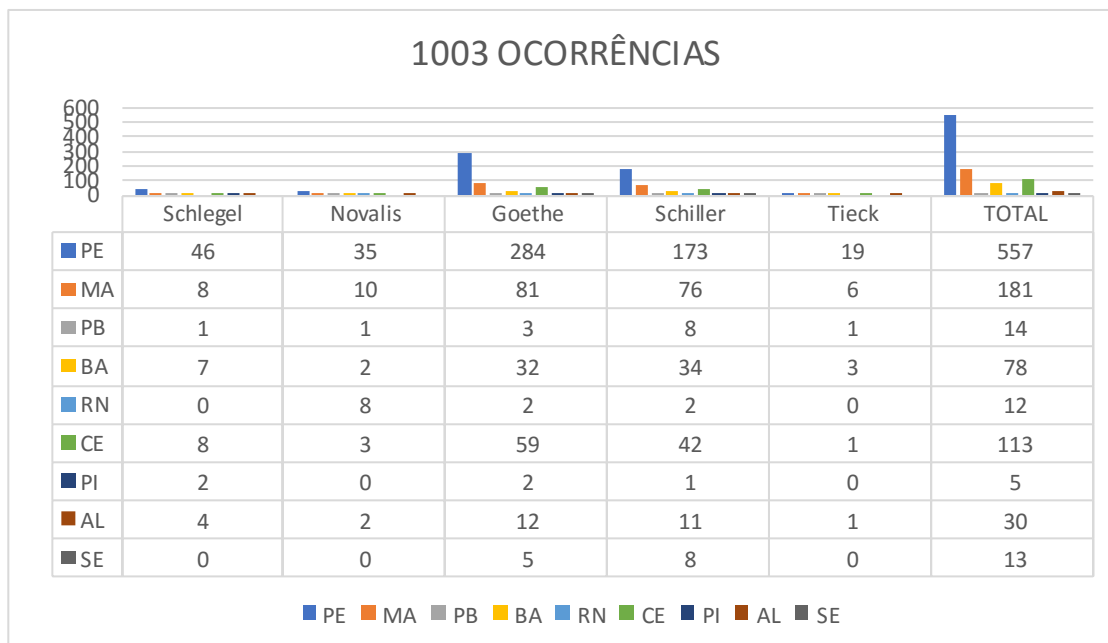 1003 OCORRÊNCIAS
600
500
400
300
200
100
0
Schlegel Novalis Goethe Schiller Tieck TOTAL
PE 46 35 284 173 19 557
MA 8 10 81 76 6 181
PB 1 1 3 8 1 14
BA 7 2 32 34 3 78
RN 0 8 2 2 0 12
CE 8 3 59 42 1 113
PI 2 0 2 1 0 5
AL 4 2 12 11 1 30
SE 0 0 5 8 0 13
PE MA PB BA RN CE PI AL SE